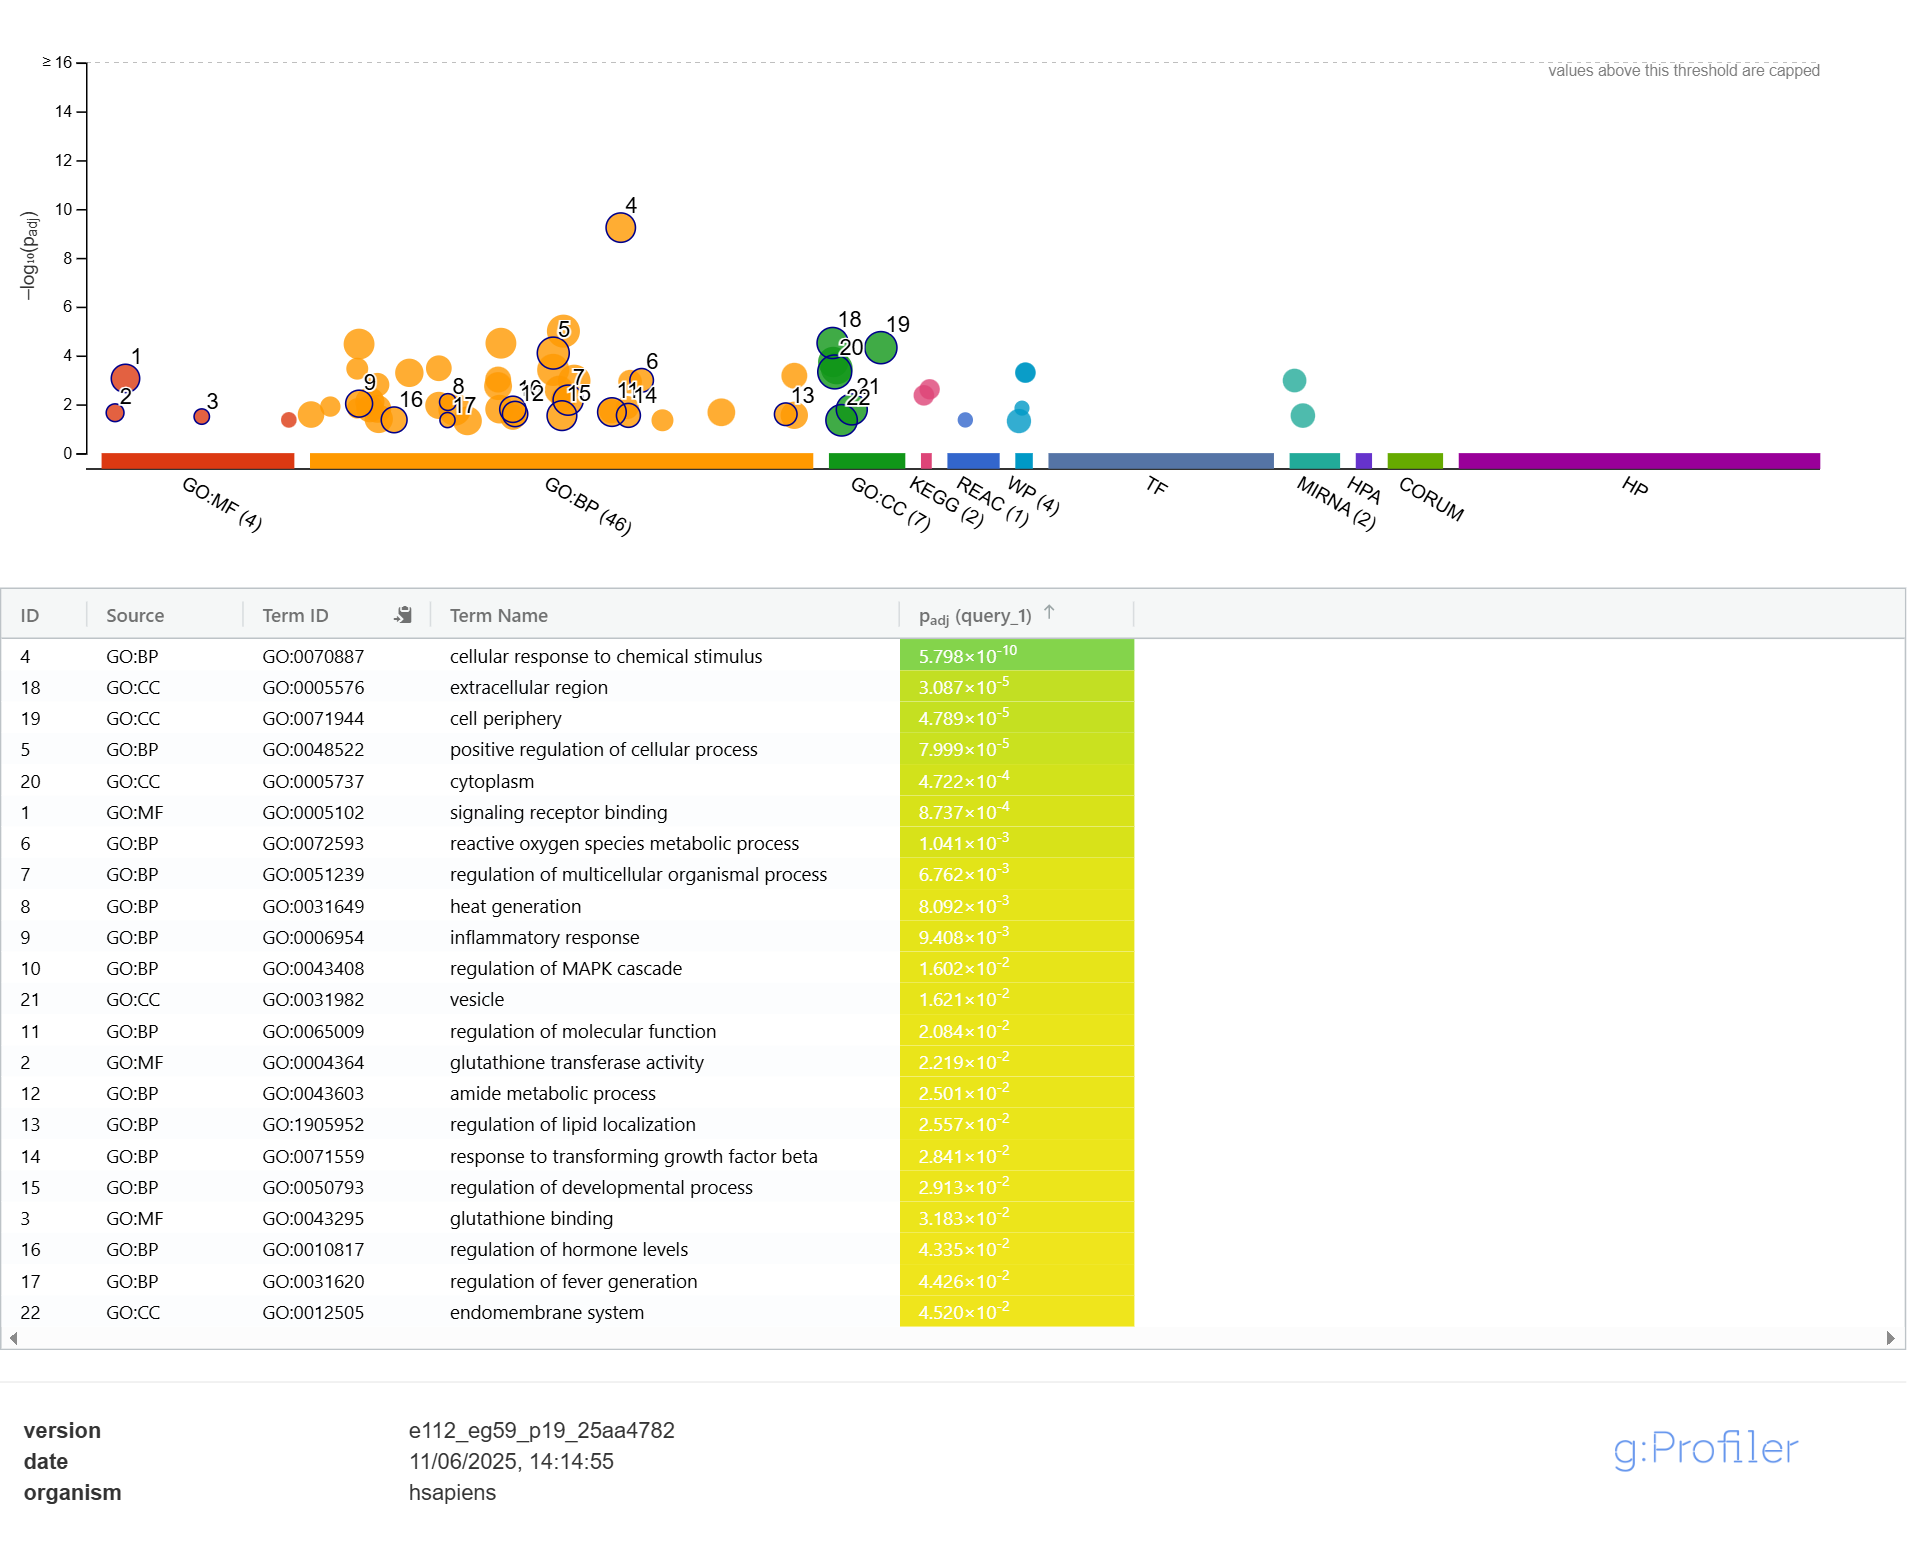 ≥ 16
values above this threshold are capped
14
12
10
8
6
4
2
0
–log₁₀(padj)
1
2
3
4
5
6
7
8
9
10
11
12
13
14
15
16
17
18
19
20
21
22
GO:MF (4)
GO:BP (46)
GO:CC (7)
KEGG (2)
REAC (1)
WP (4)
TF
MIRNA (2)
HPA
CORUM
HP
ID Source Term ID Term Name padj (query_1) ↑
4 GO:BP GO:0070887 cellular response to chemical stimulus 5.798×10⁻¹⁰
18 GO:CC GO:0005576 extracellular region 3.087×10⁻⁵
19 GO:CC GO:0071944 cell periphery 4.789×10⁻⁵
5 GO:BP GO:0048522 positive regulation of cellular process 7.999×10⁻⁵
20 GO:CC GO:0005737 cytoplasm 4.722×10⁻⁴
1 GO:MF GO:0005102 signaling receptor binding 8.737×10⁻⁴
6 GO:BP GO:0072593 reactive oxygen species metabolic process 1.041×10⁻³
7 GO:BP GO:0051239 regulation of multicellular organismal process 6.762×10⁻³
8 GO:BP GO:0031649 heat generation 8.092×10⁻³
9 GO:BP GO:0006954 inflammatory response 9.408×10⁻³
10 GO:BP GO:0043408 regulation of MAPK cascade 1.602×10⁻²
21 GO:CC GO:0031982 vesicle 1.621×10⁻²
11 GO:BP GO:0065009 regulation of molecular function 2.084×10⁻²
2 GO:MF GO:0004364 glutathione transferase activity 2.219×10⁻²
12 GO:BP GO:0043603 amide metabolic process 2.501×10⁻²
13 GO:BP GO:1905952 regulation of lipid localization 2.557×10⁻²
14 GO:BP GO:0071559 response to transforming growth factor beta 2.841×10⁻²
15 GO:BP GO:0050793 regulation of developmental process 2.913×10⁻²
3 GO:MF GO:0043295 glutathione binding 3.183×10⁻²
16 GO:BP GO:0010817 regulation of hormone levels 4.335×10⁻²
17 GO:BP GO:0031620 regulation of fever generation 4.426×10⁻²
22 GO:CC GO:0012505 endomembrane system 4.520×10⁻²
version e112_eg59_p19_25aa4782
date 11/06/2025, 14:14:55
organism hsapiens
g:Profiler